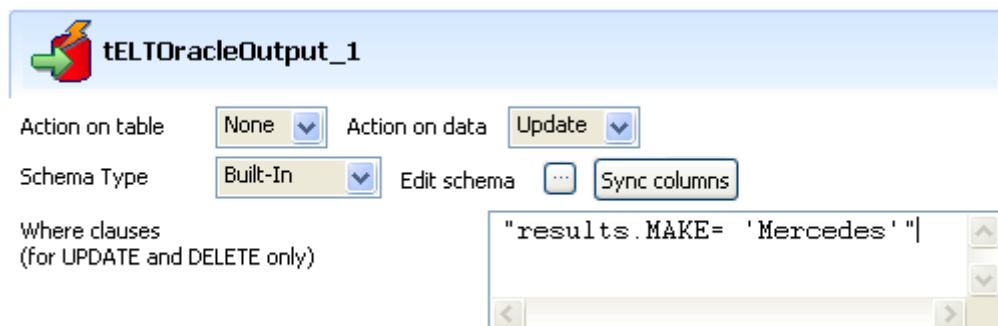 tELTOracleOutput_1
Action on table None Action on data Update
Schema Type Built-In Edit schema ... Sync columns
Where clauses "results.MAKE= 'Mercedes'"
(for UPDATE and DELETE only)